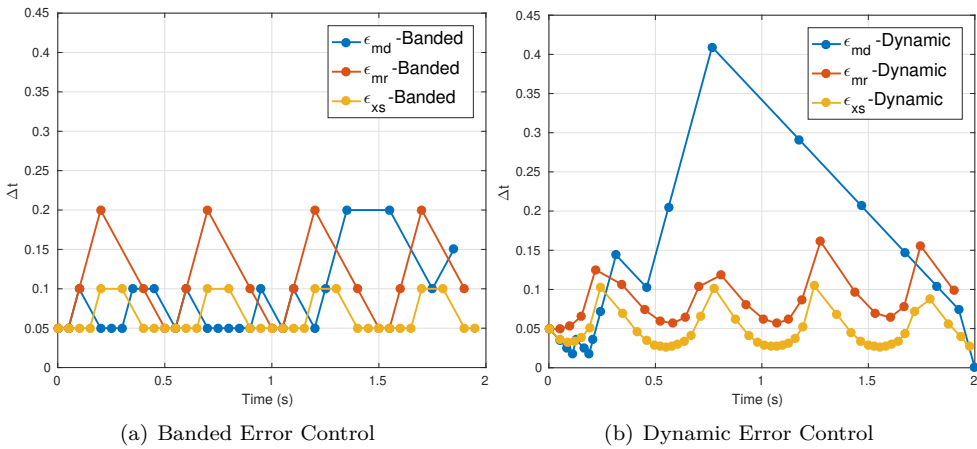 0.45
0.4
0.35
0.3
0.25
0.2
0.15
0.1
0.05
0
Δt
0 0.5 1 1.5 2
Time (s)
ϵmd -Banded
ϵmr -Banded
ϵxs -Banded
(a) Banded Error Control
0.45
0.4
0.35
0.3
0.25
0.2
0.15
0.1
0.05
0
Δt
0 0.5 1 1.5 2
Time (s)
ϵmd -Dynamic
ϵmr -Dynamic
ϵxs -Dynamic
(b) Dynamic Error Control